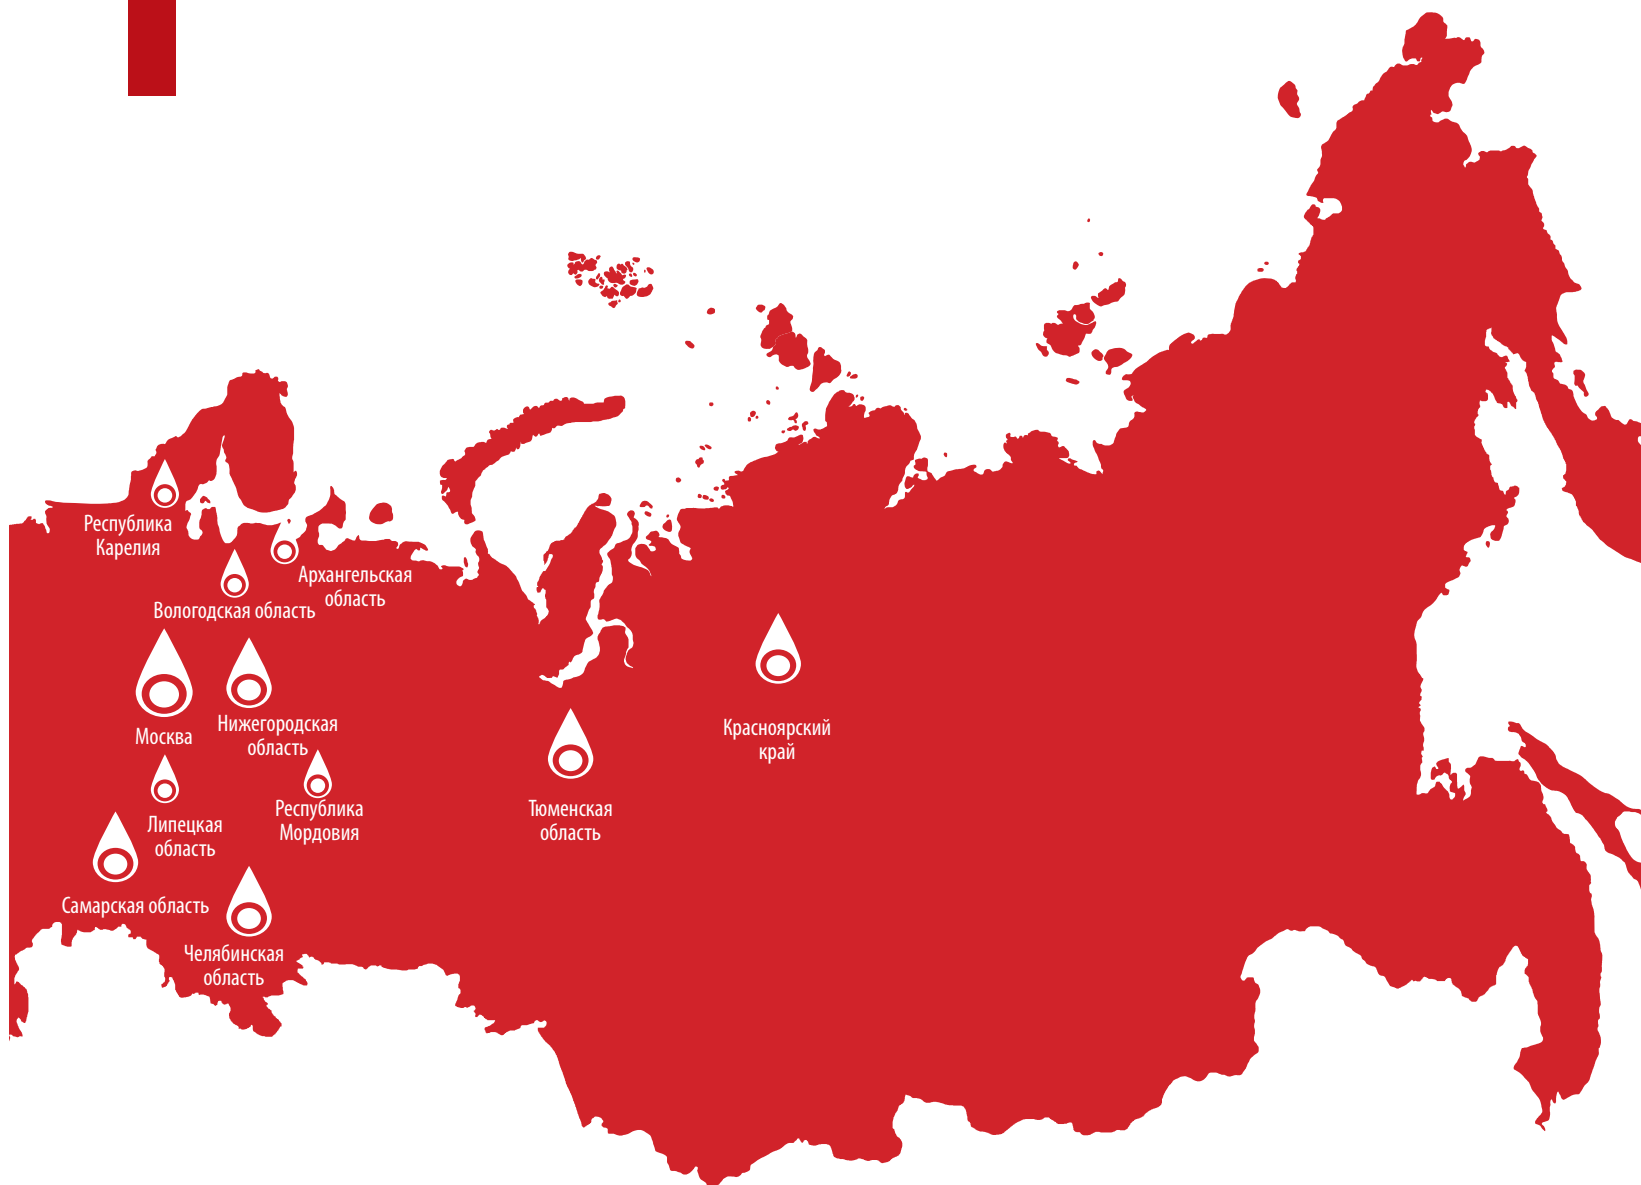 Республика
Карелия
Архангельская
область
Вологодская область
Москва
Нижегородская
область
Красноярский
край
Липецкая
область
Республика
Мордовия
Тюменская
область
Самарская область
Челябинская
область